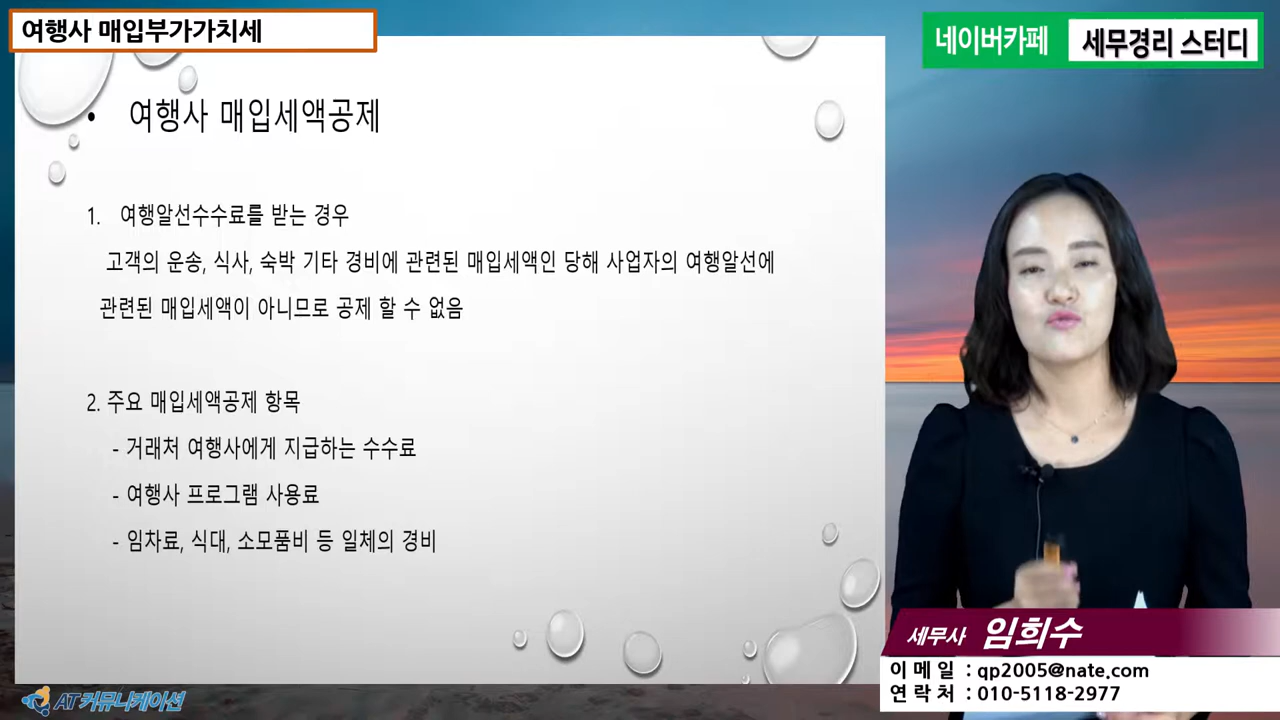 여행사 매입부가가치세
네이버카페 세무경리 스터디
• 여행사 매입세액공제
1. 여행알선수수료를 받는 경우
고객의 운송, 식사, 숙박 기타 경비에 관련된 매입세액인 당해 사업자의 여행알선에
관련된 매입세액이 아니므로 공제 할 수 없음
2. 주요 매입세액공제 항목
- 거래처 여행사에게 지급하는 수수료
- 여행사 프로그램 사용료
- 임차료, 식대, 소모품비 등 일체의 경비
세무사 임희수
이 메 일 : qp2005@nate.com
연 락 처 : 010-5118-2977
AT커뮤니케이션